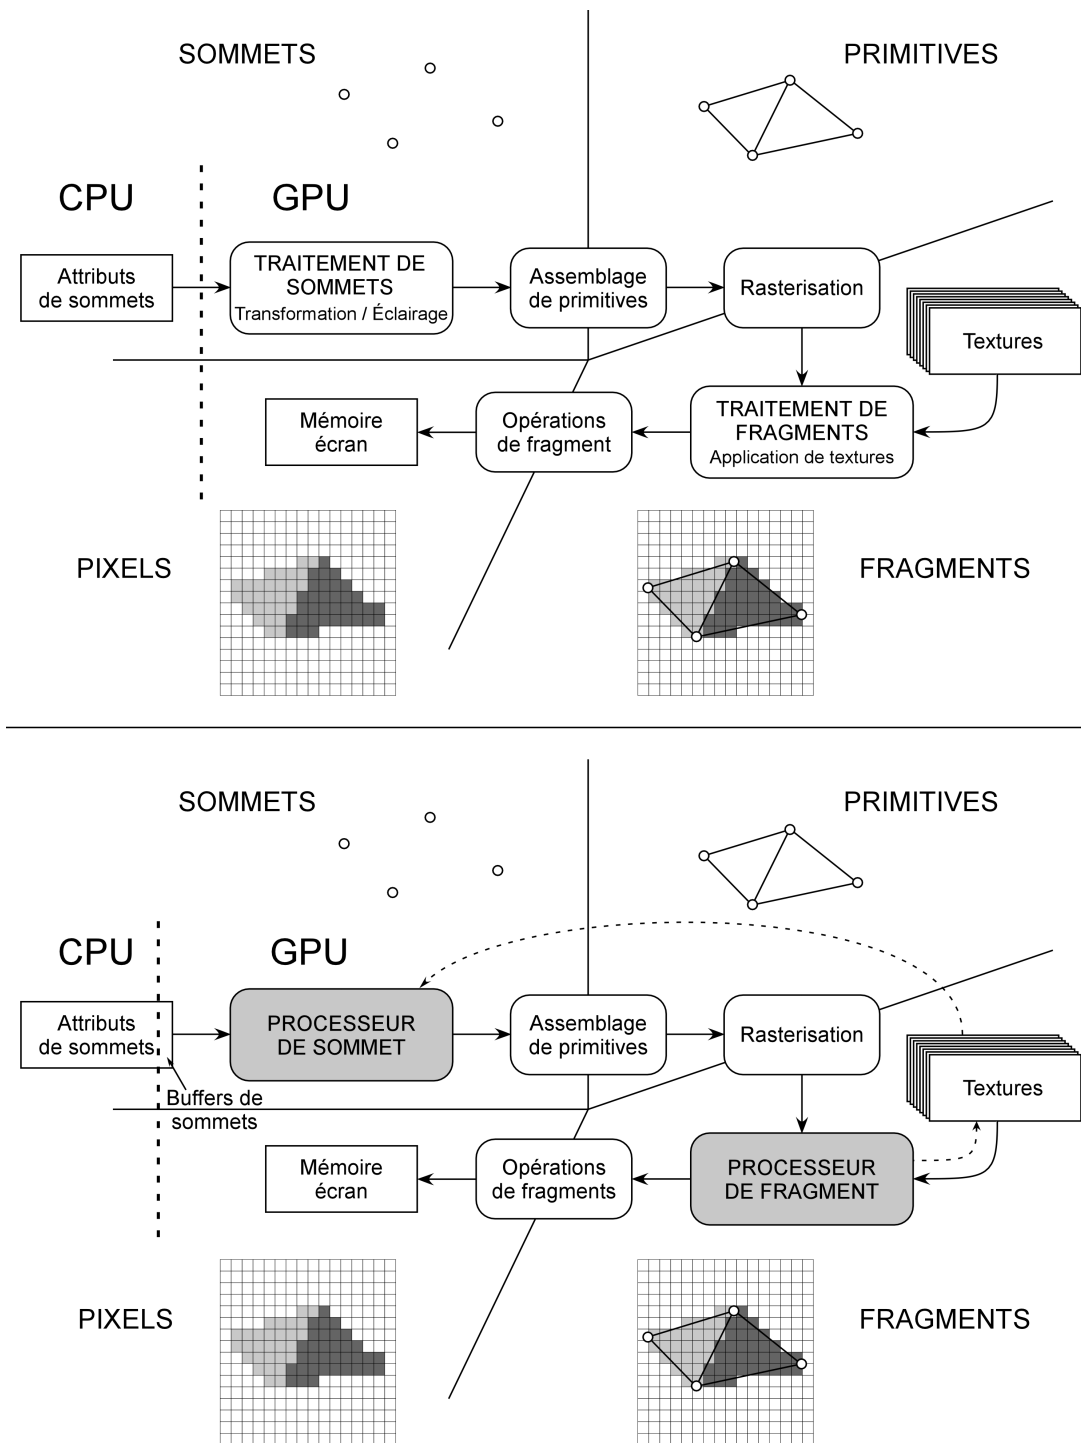 SOMMETS
PRIMITIVES
CPU
GPU
Attributs
de sommets
TRAITEMENT DE
SOMMETS
Transformation / Éclairage
Assemblage
de primitives
Rasterisation
Textures
Mémoire
écran
Opérations
de fragment
TRAITEMENT DE
FRAGMENTS
Application de textures
PIXELS
FRAGMENTS
SOMMETS
PRIMITIVES
CPU
GPU
Attributs
de sommets
PROCESSEUR
DE SOMMET
Assemblage
de primitives
Rasterisation
Textures
Buffers de
sommets
Mémoire
écran
Opérations
de fragments
PROCESSEUR
DE FRAGMENT
PIXELS
FRAGMENTS